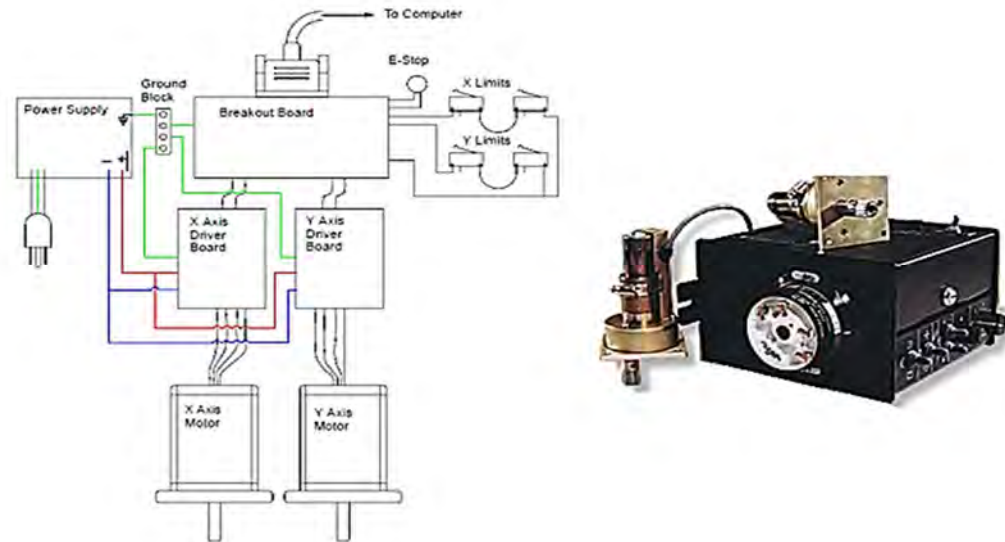 To Computer
E-Stop
Ground
Block
X Limits
Power Supply
Breakout Board
Y Limits
X Axis
Driver
Board
Y Axis
Driver
Board
X Axis
Motor
Y Axis
Motor